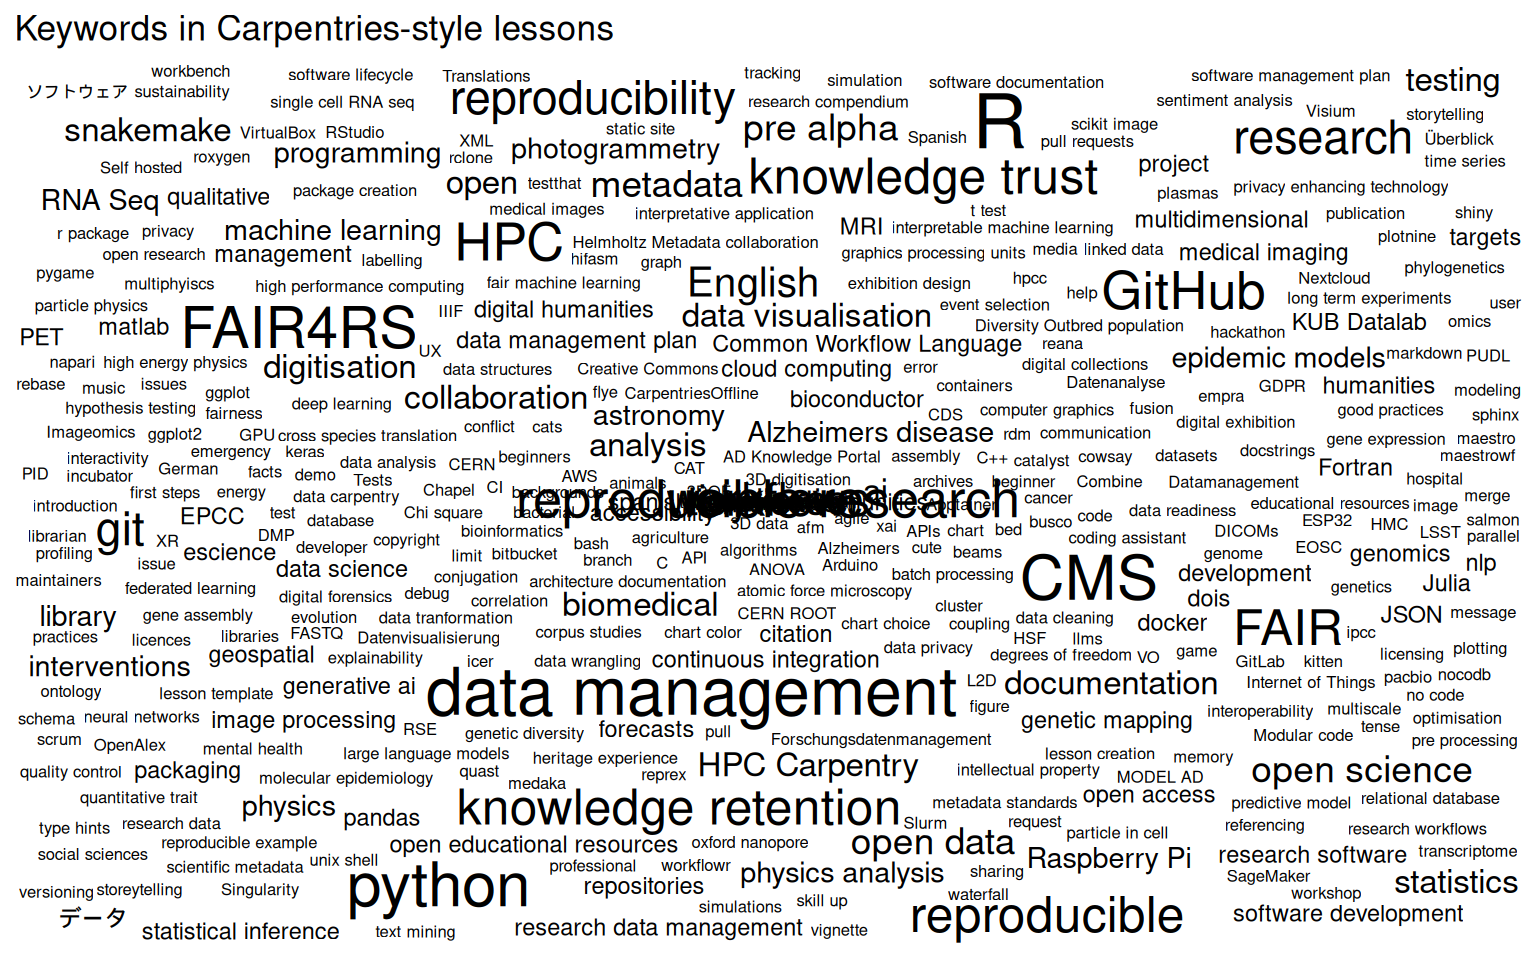 Keywords in Carpentries-style lessons
workbench software lifecycle Translations tracking simulation software documentation software management plan testing
ソフトウェア sustainability single cell RNA seq reproducibility research compendium R sentiment analysis Visium storytelling
snakemake VirtualBox RStudio XML static site pre alpha Spanish scikit image pull requests research Überblick
Self hosted roxygen programming rclone photogrammetry knowledge trust project time series
RNA Seq qualitative package creation open testthat metadata plasmas privacy enhancing technology
medical images interpretative application t test multidimensional publication shiny
r package privacy machine learning HPC Helmholtz Metadata collaboration MRI interpretable machine learning plotnine targets
open research management labelling hifasm graph graphics processing units media linked data medical imaging
pygame multiphyiscs high performance computing fair machine learning English exhibition design hpcc help GitHub Nextcloud phylogenetics
particle physics FAIR4RS IIIF digital humanities data visualisation event selection long term experiments user
PET matlab UX data management plan Common Workflow Language Diversity Outbred population reana hackathon KUB Datalab omics
napari high energy physics digitisation data structures Creative Commons cloud computing error digital collections epidemic models markdown PUDL
rebase music issues ggplot deep learning collaboration flye CarpentriesOffline bioconductor containers Datenanalyse empra GDPR humanities modeling
hypothesis testing fairness astronomy CDS computer graphics fusion digital exhibition good practices sphinx
Imageomics ggplot2 GPU cross species translation conflict cats analysis Alzheimers disease rdm communication gene expression maestro
interactivity emergency keras data analysis CERN beginners AD Knowledge Portal assembly C++ catalyst cowsay datasets docstrings maestrowf
PID incubator German facts demo Tests AWS CAT 3D digitisation archives beginner Combine Datamanagement Fortran hospital
introduction first steps energy data carpentry Chapel CI backgrounds animals ai cancer educational resources image merge
git EPCC test database Chi square bacterial accessibility 3D data afm agile xai APIs chart bed busco code data readiness ESP32 HMC salmon
librarian profiling XR DMP developer copyright bioinformatics agriculture coding assistant DICOMs LSST parallel
issue escience data science limit bitbucket bash branch C API algorithms Alzheimers cute beams genome EOSC genomics nlp
maintainers federated learning conjugation architecture documentation ANOVA Arduino batch processing CMS development genetics Julia
library gene assembly digital forensics debug correlation biomedical atomic force microscopy cluster dois
practices licences evolution data tranformation CERN ROOT chart choice coupling data cleaning docker FAIR ipcc JSON message
interventions geospatial libraries FASTQ Datenvisualisierung corpus studies chart color citation data privacy HSF llms game
explainability icer data wrangling continuous integration degrees of freedom VO GitLab kitten licensing plotting
ontology lesson template generative ai data management L2D documentation Internet of Things pacbio nocodb no code
schema neural networks image processing RSE figure genetic mapping interoperability multiscale optimisation
scrum OpenAlex mental health genetic diversity forecasts pull Forschungsdatenmanagement Modular code tense pre processing
large language models heritage experience lesson creation memory
quality control packaging molecular epidemiology quast reprex HPC Carpentry intellectual property MODEL AD open science
quantitative trait physics pandas medaka knowledge retention metadata standards open access predictive model relational database
type hints research data Slurm request particle in cell referencing research workflows
social sciences reproducible example open educational resources oxford nanopore open data Raspberry Pi research software transcriptome
scientific metadata unix shell professional workflowr physics analysis sharing SageMaker
versioning storeytelling Singularity python repositories waterfall workshop statistics
データ statistical inference text mining simulations skill up reproducible software development
research data management vignette